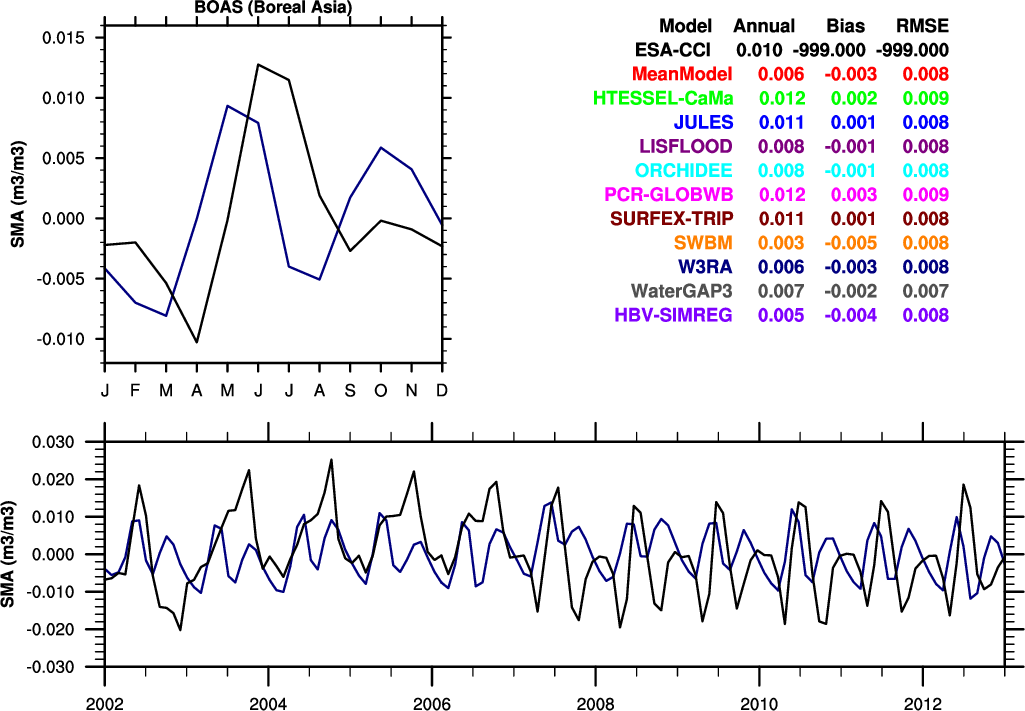 BOAS (Boreal Asia)
SMA (m3/m3)
0.015
0.010
0.005
0.000
-0.005
-0.010
J F M A M J J A S O N D
Model Annual Bias RMSE
ESA-CCI 0.010 -999.000 -999.000
MeanModel 0.006 -0.003 0.008
HTESSEL-CaMa 0.012 0.002 0.009
JULES 0.011 0.001 0.008
LISFLOOD 0.008 -0.001 0.008
ORCHIDEE 0.008 -0.001 0.008
PCR-GLOBWB 0.012 0.003 0.009
SURFEX-TRIP 0.011 0.001 0.008
SWBM 0.003 -0.005 0.008
W3RA 0.006 -0.003 0.008
WaterGAP3 0.007 -0.002 0.007
HBV-SIMREG 0.005 -0.004 0.008
SMA (m3/m3)
0.030
0.020
0.010
0.000
-0.010
-0.020
-0.030
2002 2004 2006 2008 2010 2012